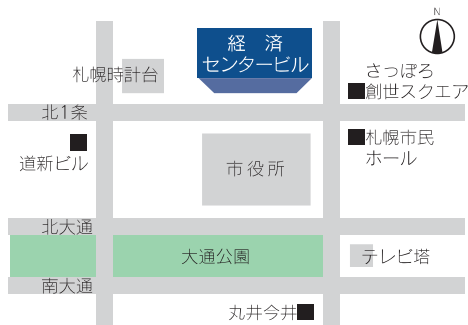 N
経済
センタービル
札幌時計台
さっぽろ
創世スクエア
北1条
道新ビル
市役所
札幌市民
ホール
北大通
大通公園
テレビ塔
南大通
丸井今井